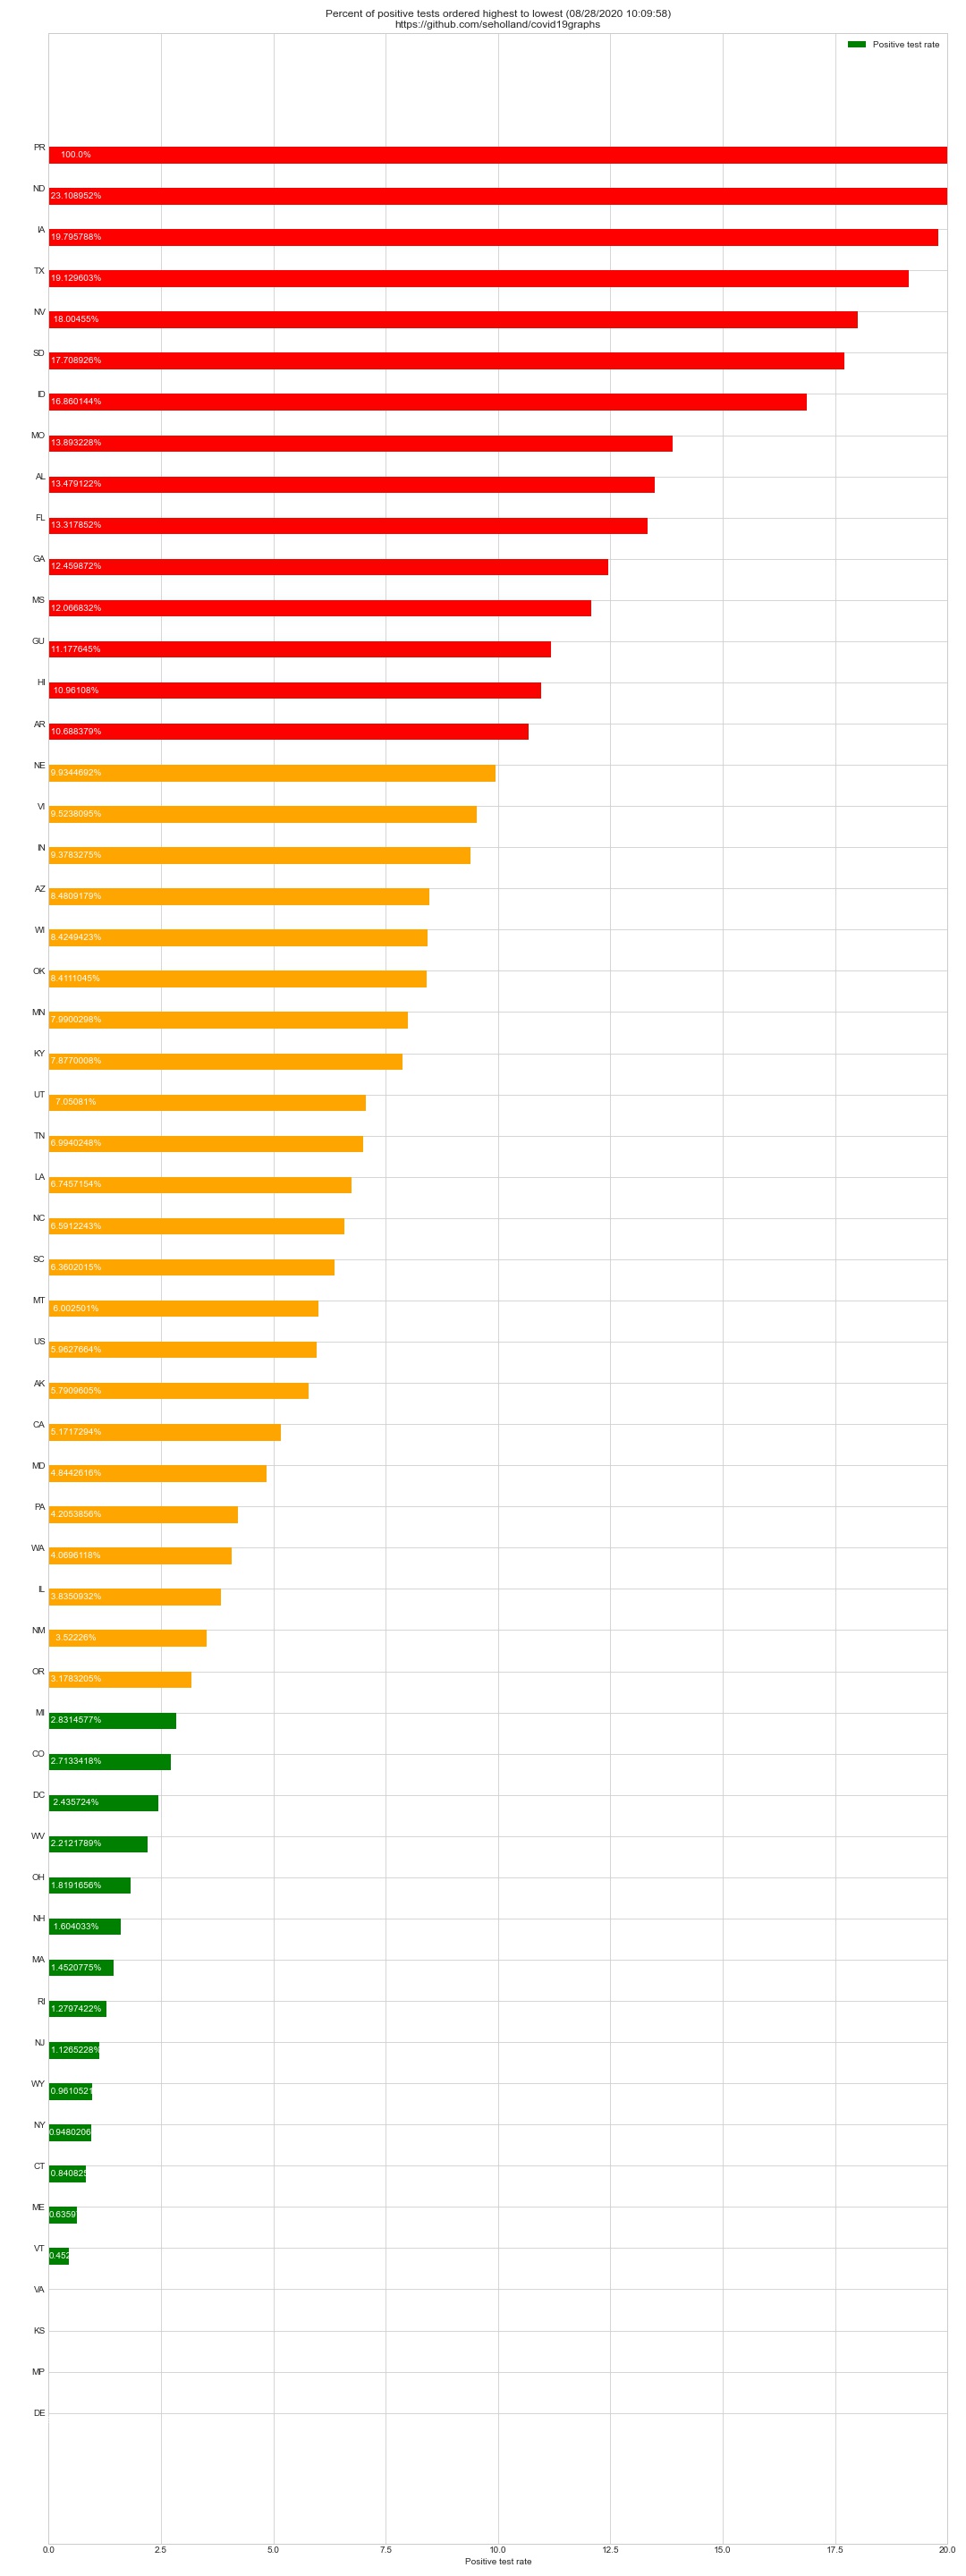 Percent of positive tests ordered highest to lowest (08/28/2020 10:09:58)
https://github.com/seholland/covid19graphs
Positive test rate
PR 100.0%
ND 23.108952%
IA 19.795788%
TX 19.129603%
NV 18.00455%
SD 17.708926%
ID 16.860144%
MO 13.893228%
AL 13.479122%
FL 13.317852%
GA 12.459872%
MS 12.066832%
GU 11.177645%
HI 10.96108%
AR 10.688379%
NE 9.9344692%
VI 9.5238095%
IN 9.3783275%
AZ 8.4809179%
WI 8.4249423%
OK 8.4111045%
MN 7.9900298%
KY 7.8770008%
UT 7.05081%
TN 6.9940248%
LA 6.7457154%
NC 6.5912243%
SC 6.3602015%
MT 6.002501%
US 5.9627664%
AK 5.7909605%
CA 5.1717294%
MD 4.8442616%
PA 4.2053856%
WA 4.0696118%
IL 3.8350932%
NM 3.52226%
OR 3.1783205%
MI 2.8314577%
CO 2.7133418%
DC 2.435724%
WV 2.2121789%
OH 1.8191656%
NH 1.604033%
MA 1.4520775%
RI 1.2797422%
NJ 1.1265228%
WY 0.9610521
NY 0.9480206
CT 0.840825
ME 0.6359
VT 0.452
VA
KS
MP
DE
0.0 2.5 5.0 7.5 10.0 12.5 15.0 17.5 20.0
Positive test rate